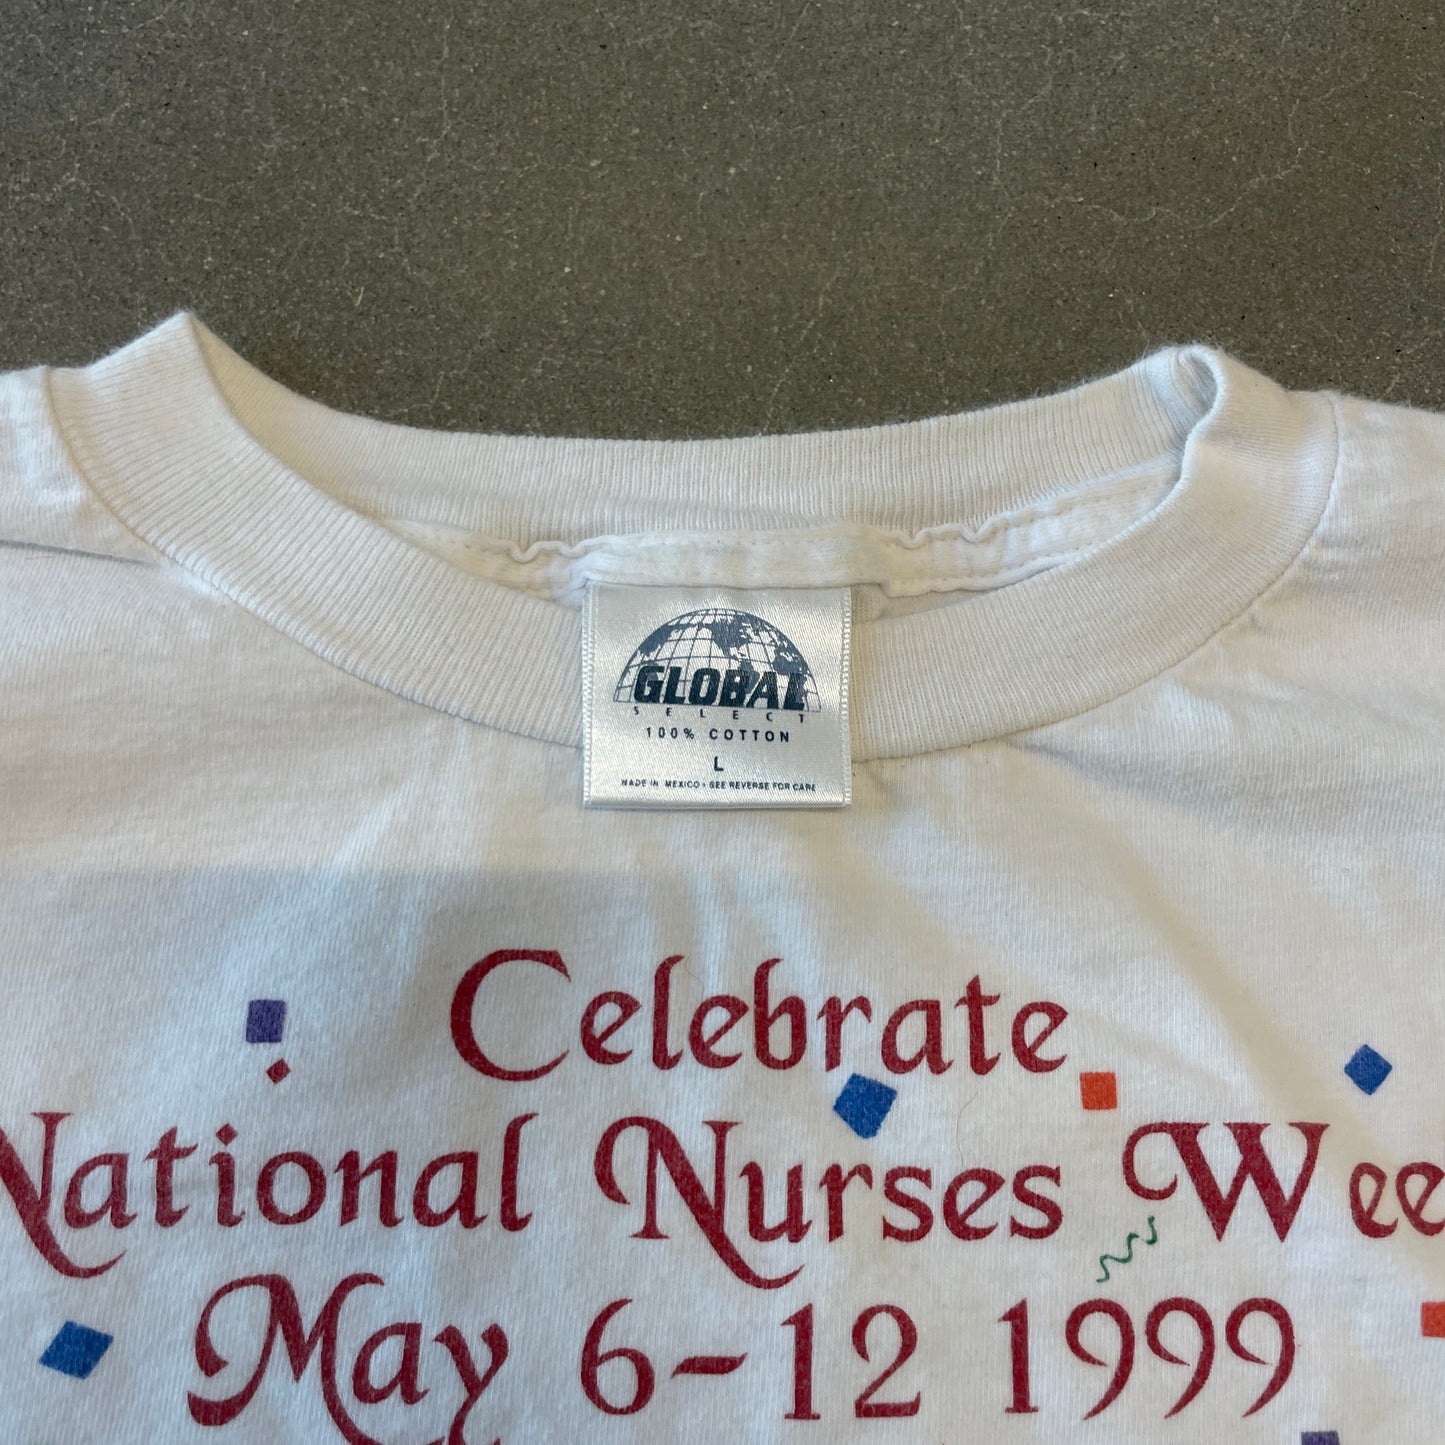 GLOBAL
SELECT
100% COTTON
L
MADE IN MEXICO • SEE REVERSE FOR CARE
Celebrate
National Nurses Wee
May 6-12 1999